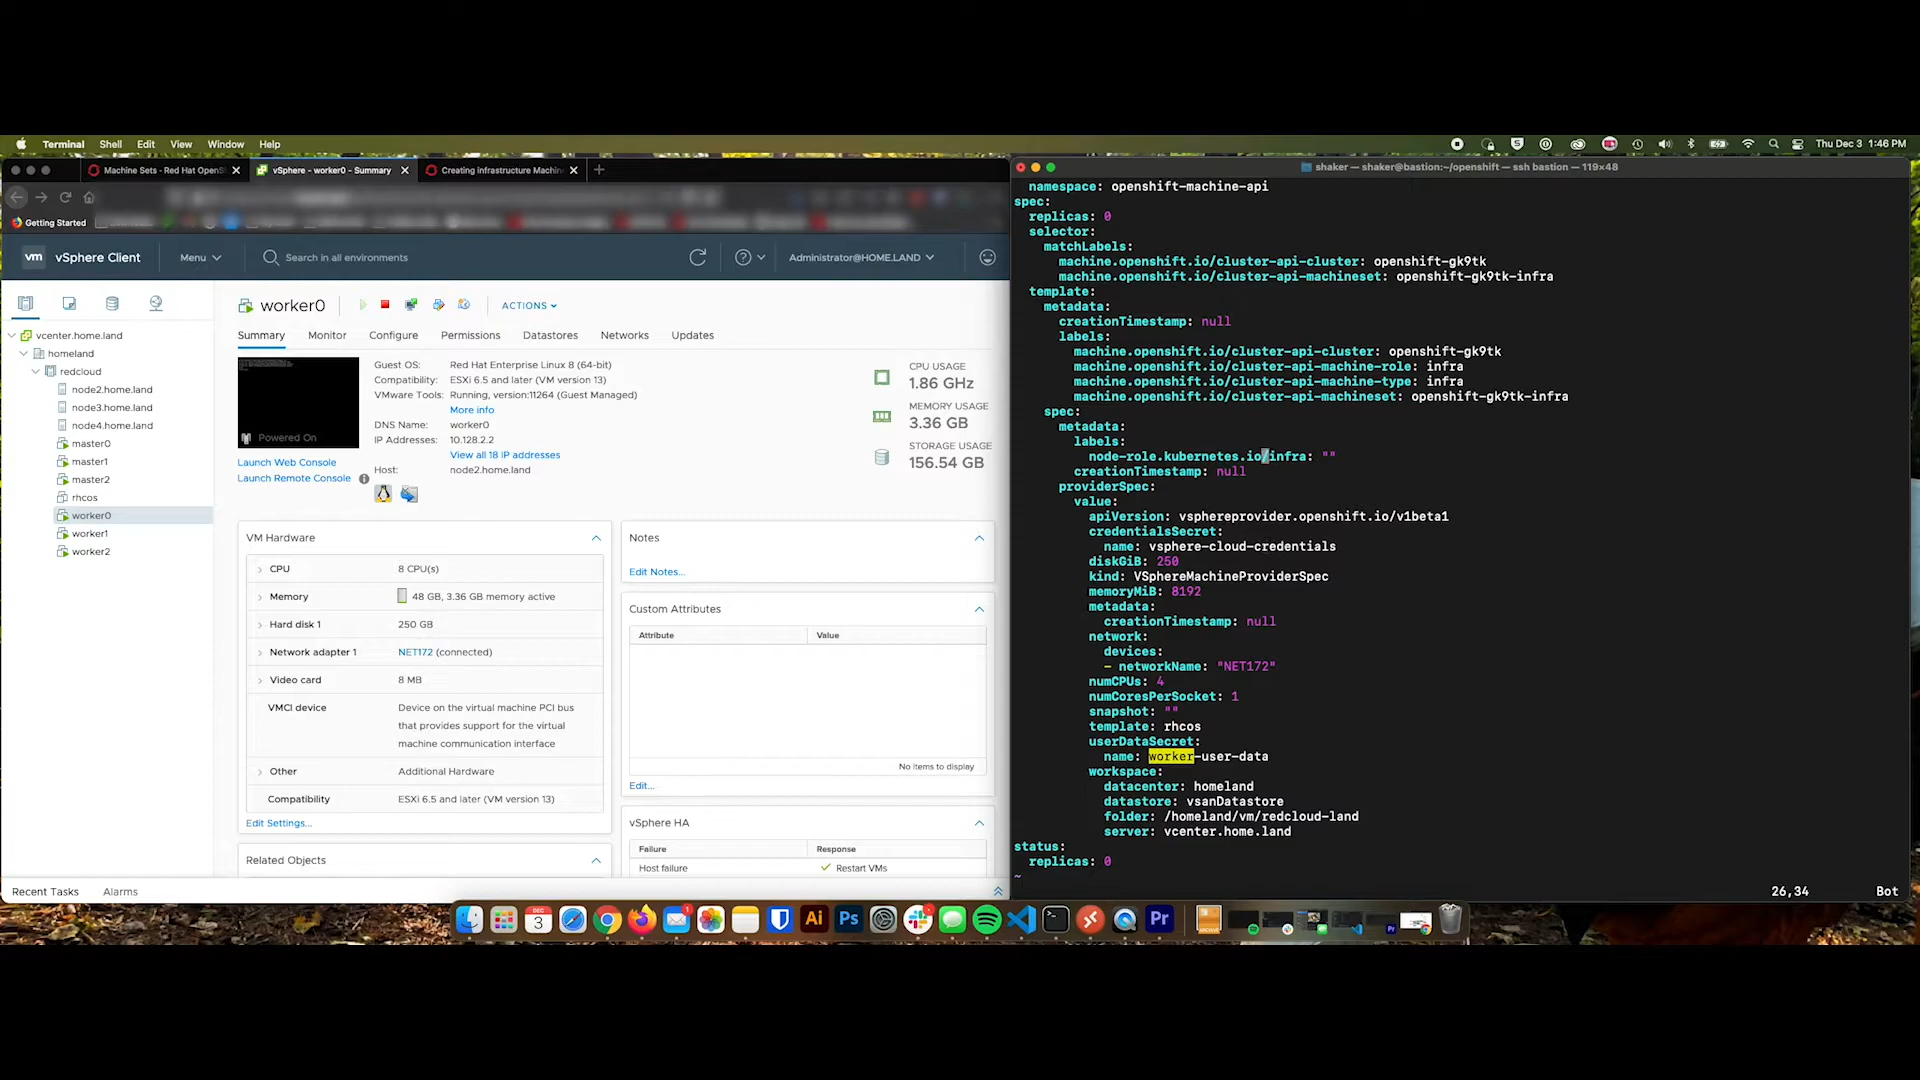 Terminal Shell Edit View Window Help
Thu Dec 3 1:46 PM
Machine Sets - Red Hat OpenS
vSphere - worker0 - Summary
Creating infrastructure Machin
Getting Started
vm vSphere Client
Menu
Search in all environments
Administrator@HOME.LAND
vcenter.home.land
homeland
redcloud
node2.home.land
node3.home.land
node4.home.land
master0
master1
master2
rhcos
worker0
worker1
worker2
worker0
ACTIONS
Summary Monitor Configure Permissions Datastores Networks Updates
Powered On
Launch Web Console
Launch Remote Console
Guest OS: Red Hat Enterprise Linux 8 (64-bit)
Compatibility: ESXi 6.5 and later (VM version 13)
VMware Tools: Running, version:11264 (Guest Managed)
More info
DNS Name: worker0
IP Addresses: 10.128.2.2
View all 18 IP addresses
Host: node2.home.land
CPU USAGE
1.86 GHz
MEMORY USAGE
3.36 GB
STORAGE USAGE
156.54 GB
VM Hardware
CPU 8 CPU(s)
Memory 48 GB, 3.36 GB memory active
Hard disk 1 250 GB
Network adapter 1 NET172 (connected)
Video card 8 MB
VMCI device Device on the virtual machine PCI bus
that provides support for the virtual
machine communication interface
Other Additional Hardware
Compatibility ESXi 6.5 and later (VM version 13)
Edit Settings...
Related Objects
Notes
Edit Notes...
Custom Attributes
Attribute Value
No items to display
Edit...
vSphere HA
Failure Response
Host failure Restart VMs
Recent Tasks Alarms
shaker — shaker@bastion:~/openshift — ssh bastion — 119×48
namespace: openshift-machine-api
spec:
replicas: 0
selector:
matchLabels:
machine.openshift.io/cluster-api-cluster: openshift-gk9tk
machine.openshift.io/cluster-api-machineset: openshift-gk9tk-infra
template:
metadata:
creationTimestamp: null
labels:
machine.openshift.io/cluster-api-cluster: openshift-gk9tk
machine.openshift.io/cluster-api-machine-role: infra
machine.openshift.io/cluster-api-machine-type: infra
machine.openshift.io/cluster-api-machineset: openshift-gk9tk-infra
spec:
metadata:
labels:
node-role.kubernetes.io/infra: ""
creationTimestamp: null
providerSpec:
value:
apiVersion: vsphereprovider.openshift.io/v1beta1
credentialsSecret:
name: vsphere-cloud-credentials
diskGiB: 250
kind: VSphereMachineProviderSpec
memoryMiB: 8192
metadata:
creationTimestamp: null
network:
devices:
- networkName: "NET172"
numCPUs: 4
numCoresPerSocket: 1
snapshot: ""
template: rhcos
userDataSecret:
name: worker-user-data
workspace:
datacenter: homeland
datastore: vsanDatastore
folder: /homeland/vm/redcloud-land
server: vcenter.home.land
status:
replicas: 0
~
26,34 Bot
DEC
3
Ai
Ps
Pr